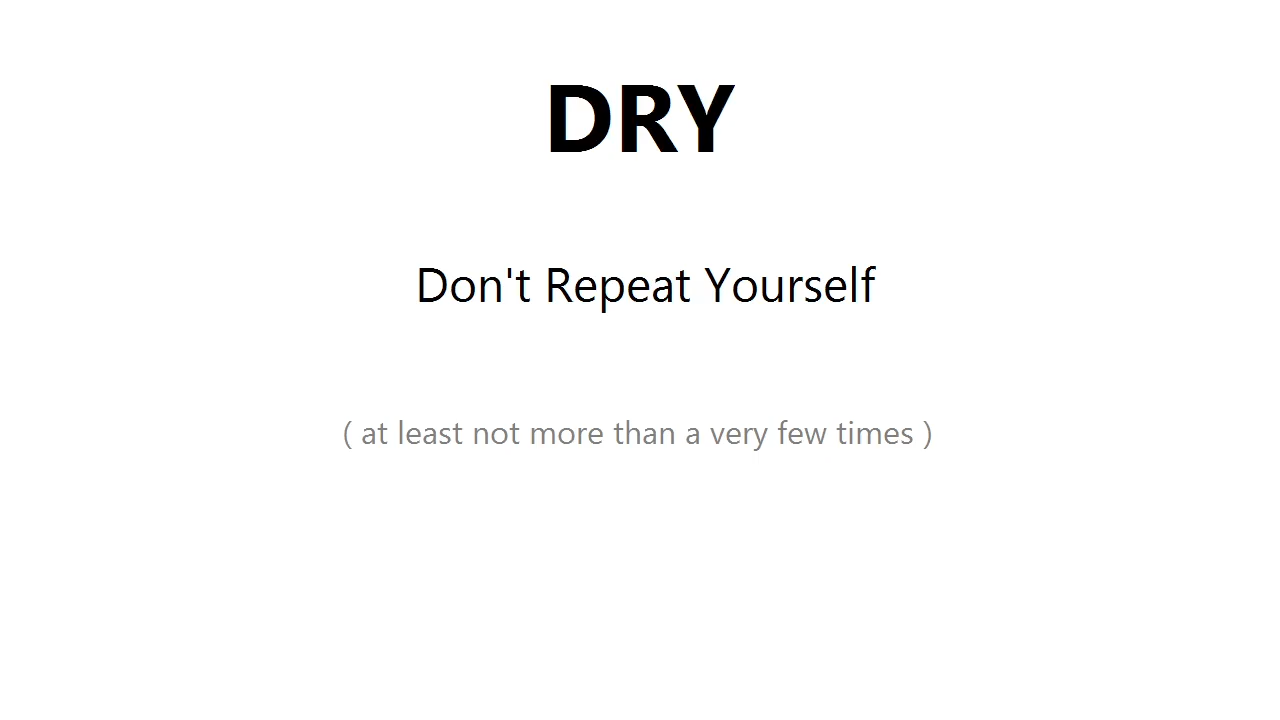 DRY
Don't Repeat Yourself
( at least not more than a very few times )